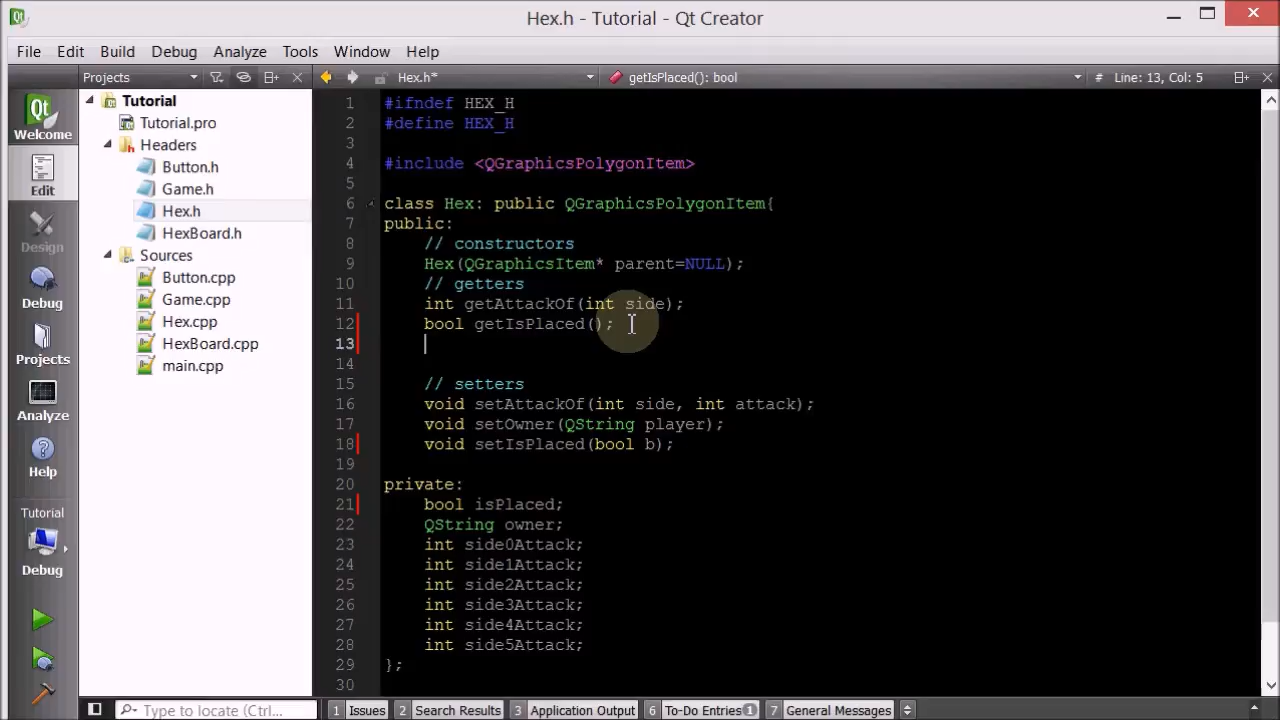 Hex.h - Tutorial - Qt Creator
File Edit Build Debug Analyze Tools Window Help
Projects Hex.h* getIsPlaced(): bool # Line: 13, Col: 5
Qt
Welcome
Edit
Design
Debug
Projects
Analyze
Help
Tutorial
Debug
Tutorial
Tutorial.pro
Headers
Button.h
Game.h
Hex.h
HexBoard.h
Sources
Button.cpp
Game.cpp
Hex.cpp
HexBoard.cpp
main.cpp
1 #ifndef HEX_H
2 #define HEX_H
3
4 #include <QGraphicsPolygonItem>
5
6 class Hex: public QGraphicsPolygonItem{
7 public:
8 // constructors
9 Hex(QGraphicsItem* parent=NULL);
10 // getters
11 int getAttackOf(int side);
12 bool getIsPlaced();
13
14
15 // setters
16 void setAttackOf(int side, int attack);
17 void setOwner(QString player);
18 void setIsPlaced(bool b);
19
20 private:
21 bool isPlaced;
22 QString owner;
23 int side0Attack;
24 int side1Attack;
25 int side2Attack;
26 int side3Attack;
27 int side4Attack;
28 int side5Attack;
29 };
30
Type to locate (Ctrl... 1 Issues 2 Search Results 3 Application Output 6 To-Do Entries 1 7 General Messages